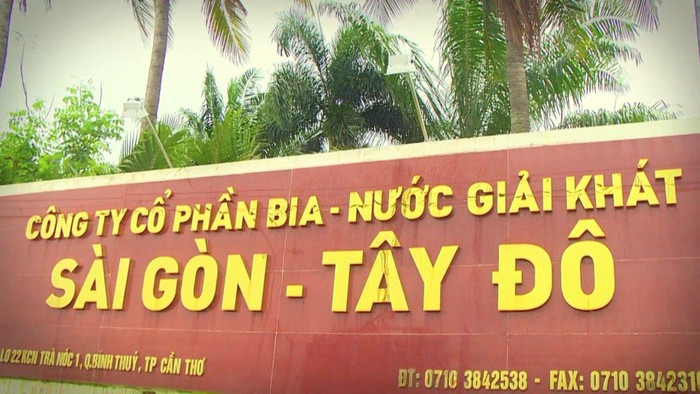 CÔNG TY CỔ PHẦN BIA - NƯỚC GIẢI KHÁT
SÀI GÒN - TÂY ĐÔ
LÔ 22 KCN TRÀ NÓC 1, Q.BÌNH THUỶ, TP CẦN THƠ
ĐT: 0710 3842538 - FAX: 0710 3842310